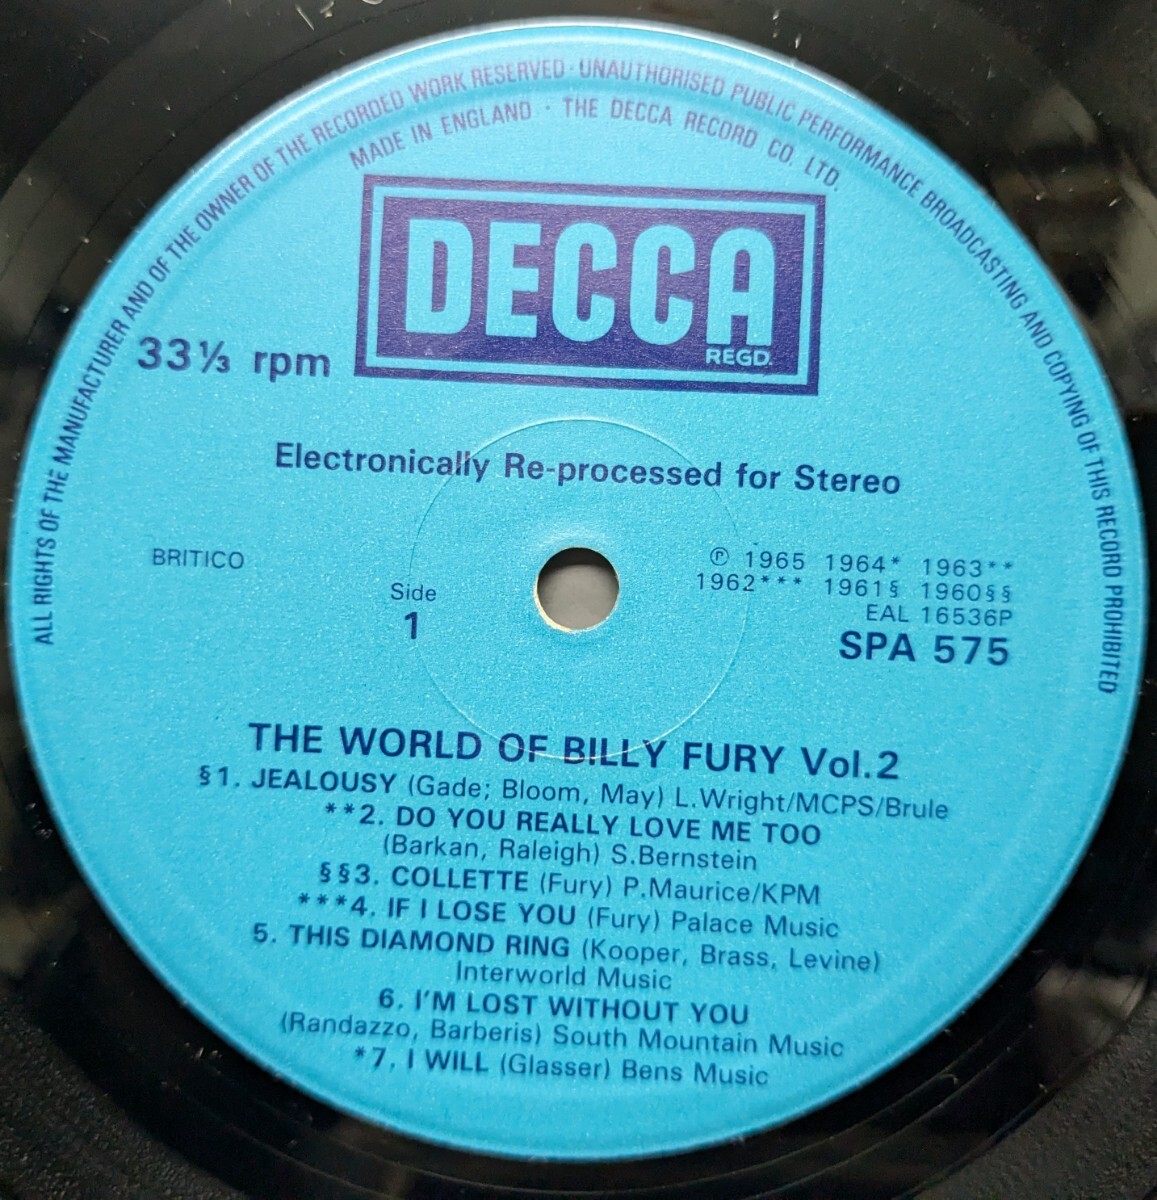 ALL RIGHTS OF THE MANUFACTURER AND OF THE OWNER OF THE RECORDED WORK RESERVED · UNAUTHORISED PUBLIC PERFORMANCE BROADCASTING AND COPYING OF THIS RECORD PROHIBITED
MADE IN ENGLAND · THE DECCA RECORD CO. LTD.
DECCA
REGD.
33⅓ rpm
Electronically Re-processed for Stereo
BRITICO
Side
1
℗ 1965 1964* 1963**
1962*** 1961§ 1960§§
EAL 16536P
SPA 575
THE WORLD OF BILLY FURY Vol.2
§1. JEALOUSY (Gade; Bloom, May) L.Wright/MCPS/Brule
**2. DO YOU REALLY LOVE ME TOO
(Barkan, Raleigh) S.Bernstein
§§3. COLLETTE (Fury) P.Maurice/KPM
***4. IF I LOSE YOU (Fury) Palace Music
5. THIS DIAMOND RING (Kooper, Brass, Levine)
Interworld Music
6. I'M LOST WITHOUT YOU
(Randazzo, Barberis) South Mountain Music
*7. I WILL (Glasser) Bens Music